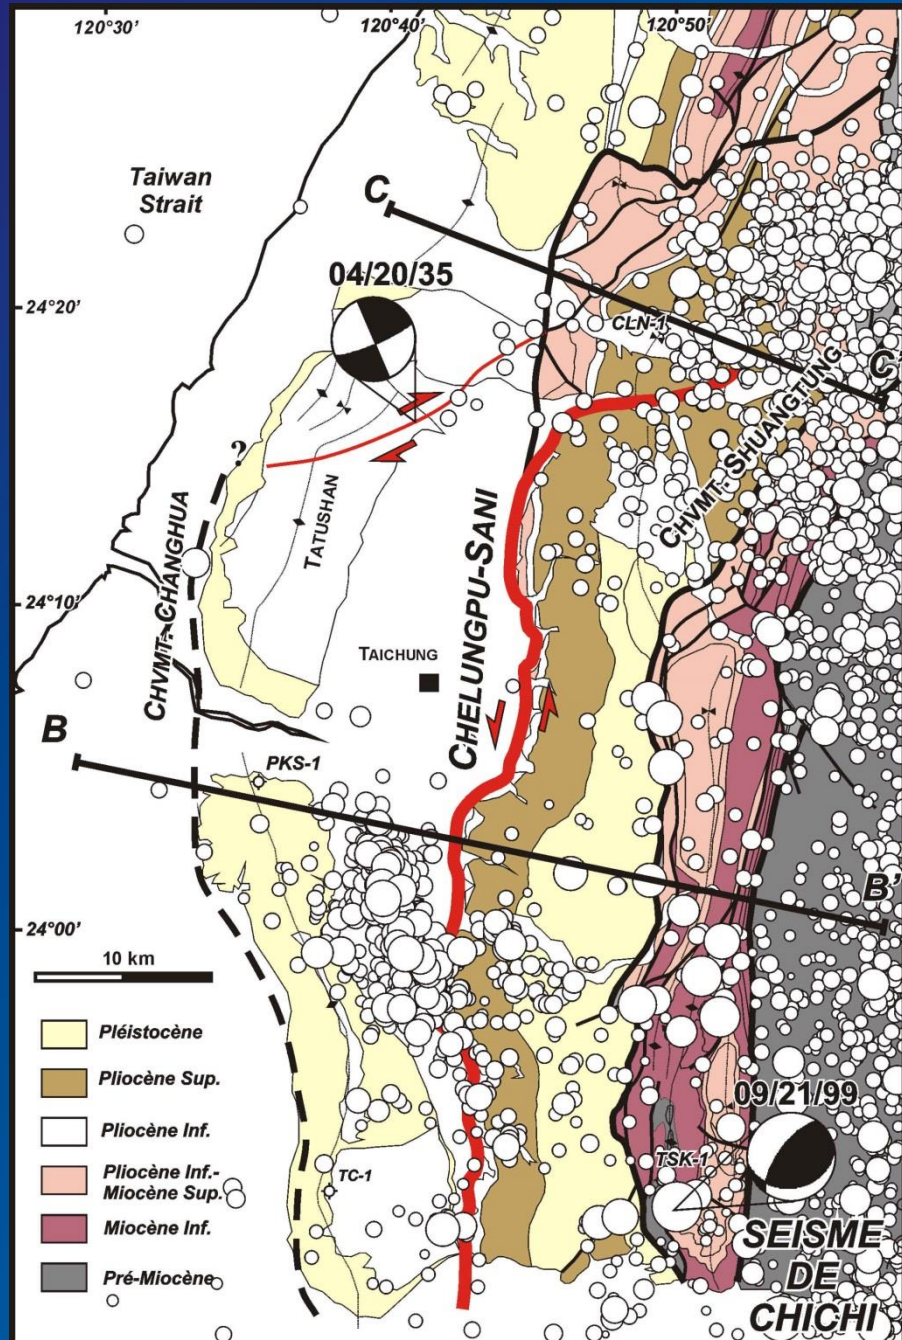 120°30'
120°40'
120°50'
Taiwan
Strait
C
04/20/35
24°20'
CLN-1
C'
CHVMT. SHUANGTUNG
?
TATUSHAN
CHVMT. CHANGHUA
CHELUNGPU-SANI
24°10'
TAICHUNG
B
PKS-1
B'
24°00'
10 km
Pléistocène
Pliocène Sup.
Pliocène Inf.
Pliocène Inf.-
Miocène Sup.
Miocène Inf.
Pré-Miocène
TC-1
09/21/99
TSK-1
SEISME
DE
CHICHI